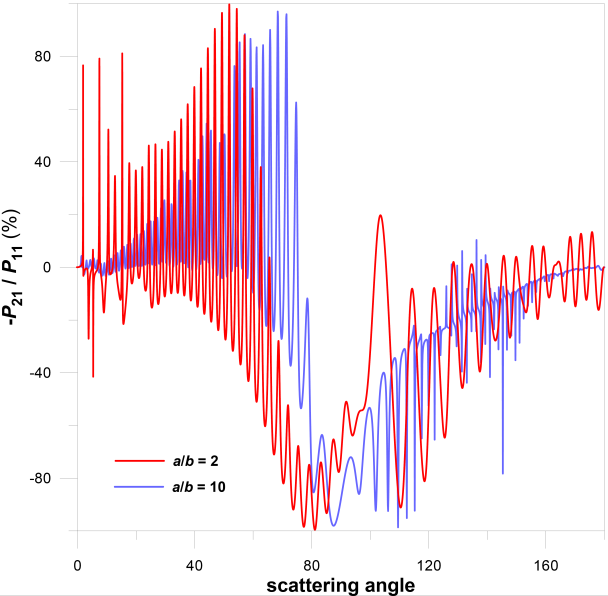 80
40
0
-40
-80
-P21 / P11 (%)
a/b = 2
a/b = 10
0
40
80
120
160
scattering angle